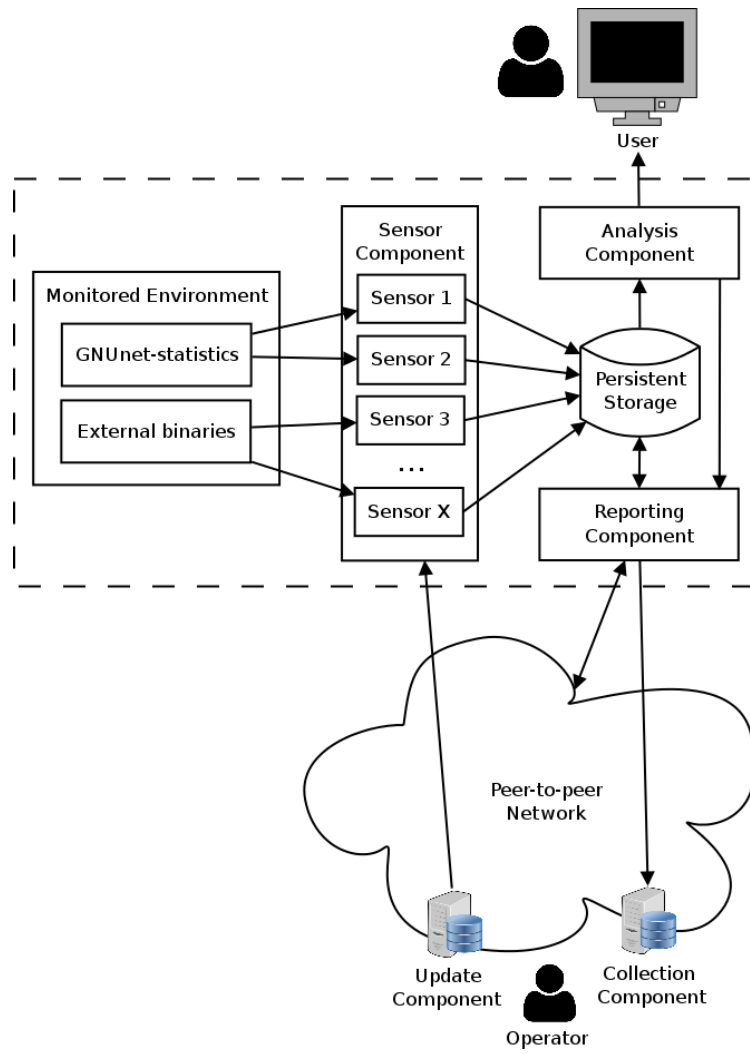 User
Sensor
Component
Analysis
Component
Monitored Environment
Sensor 1
GNUnet-statistics
Sensor 2
Persistent
Storage
External binaries
Sensor 3
...
Sensor X
Reporting
Component
Peer-to-peer
Network
Update
Component
Collection
Component
Operator